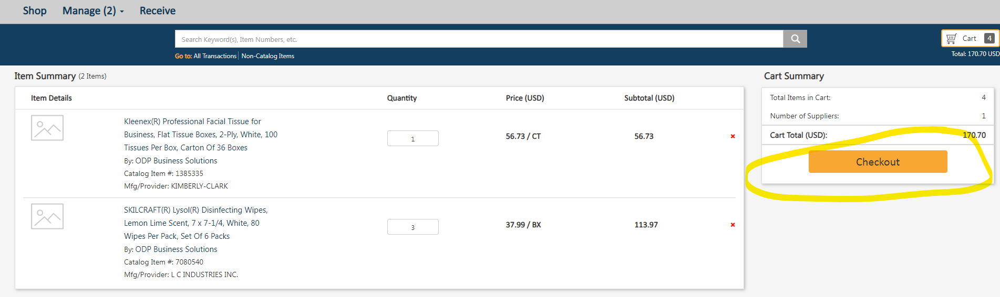 Shop Manage (2) Receive
Search Keyword(s), Item Numbers, etc.
Cart 4
Go to: All Transactions Non-Catalog Items
Total: 170.70 USD
Item Summary (2 Items)
Item Details Quantity Price (USD) Subtotal (USD)
Kleenex(R) Professional Facial Tissue for
Business, Flat Tissue Boxes, 2-Ply, White, 100
Tissues Per Box, Carton Of 36 Boxes
By: ODP Business Solutions
Catalog Item #: 1385335
Mfg/Provider: KIMBERLY-CLARK
1 56.73 / CT 56.73
SKILCRAFT(R) Lysol(R) Disinfecting Wipes,
Lemon Lime Scent, 7 x 7-1/4, White, 80
Wipes Per Pack, Set Of 6 Packs
By: ODP Business Solutions
Catalog Item #: 7080540
Mfg/Provider: L C INDUSTRIES INC.
3 37.99 / BX 113.97
Cart Summary
Total Items in Cart: 4
Number of Suppliers: 1
Cart Total (USD): 170.70
Checkout